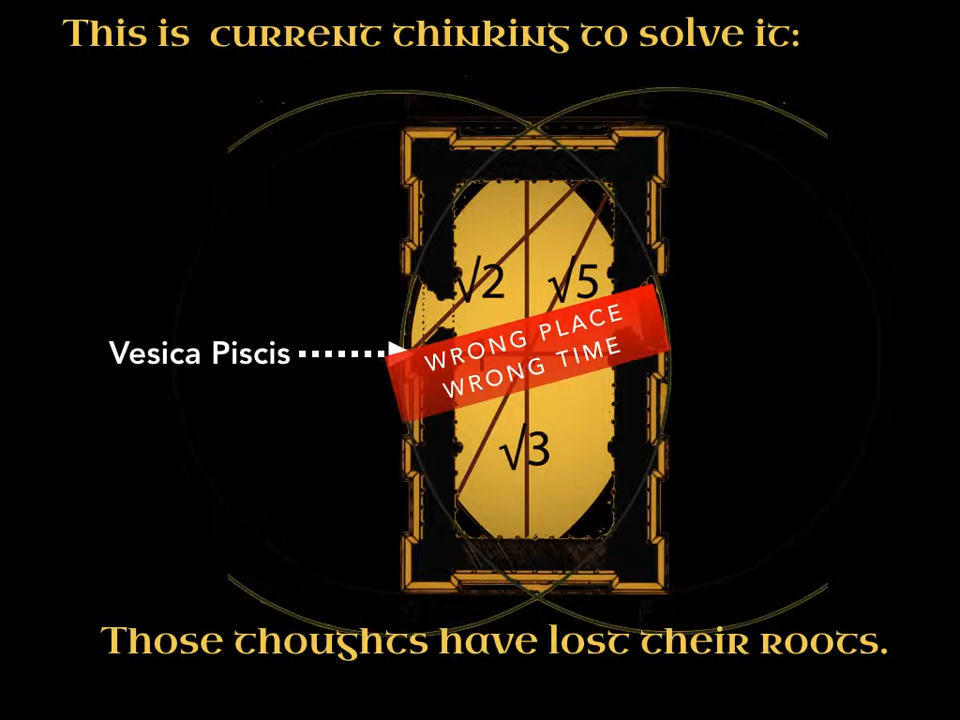 This is current thinking to solve it:
√2 √5
WRONG PLACE
WRONG TIME
Vesica Piscis
√3
Those thoughts have lost their roots.